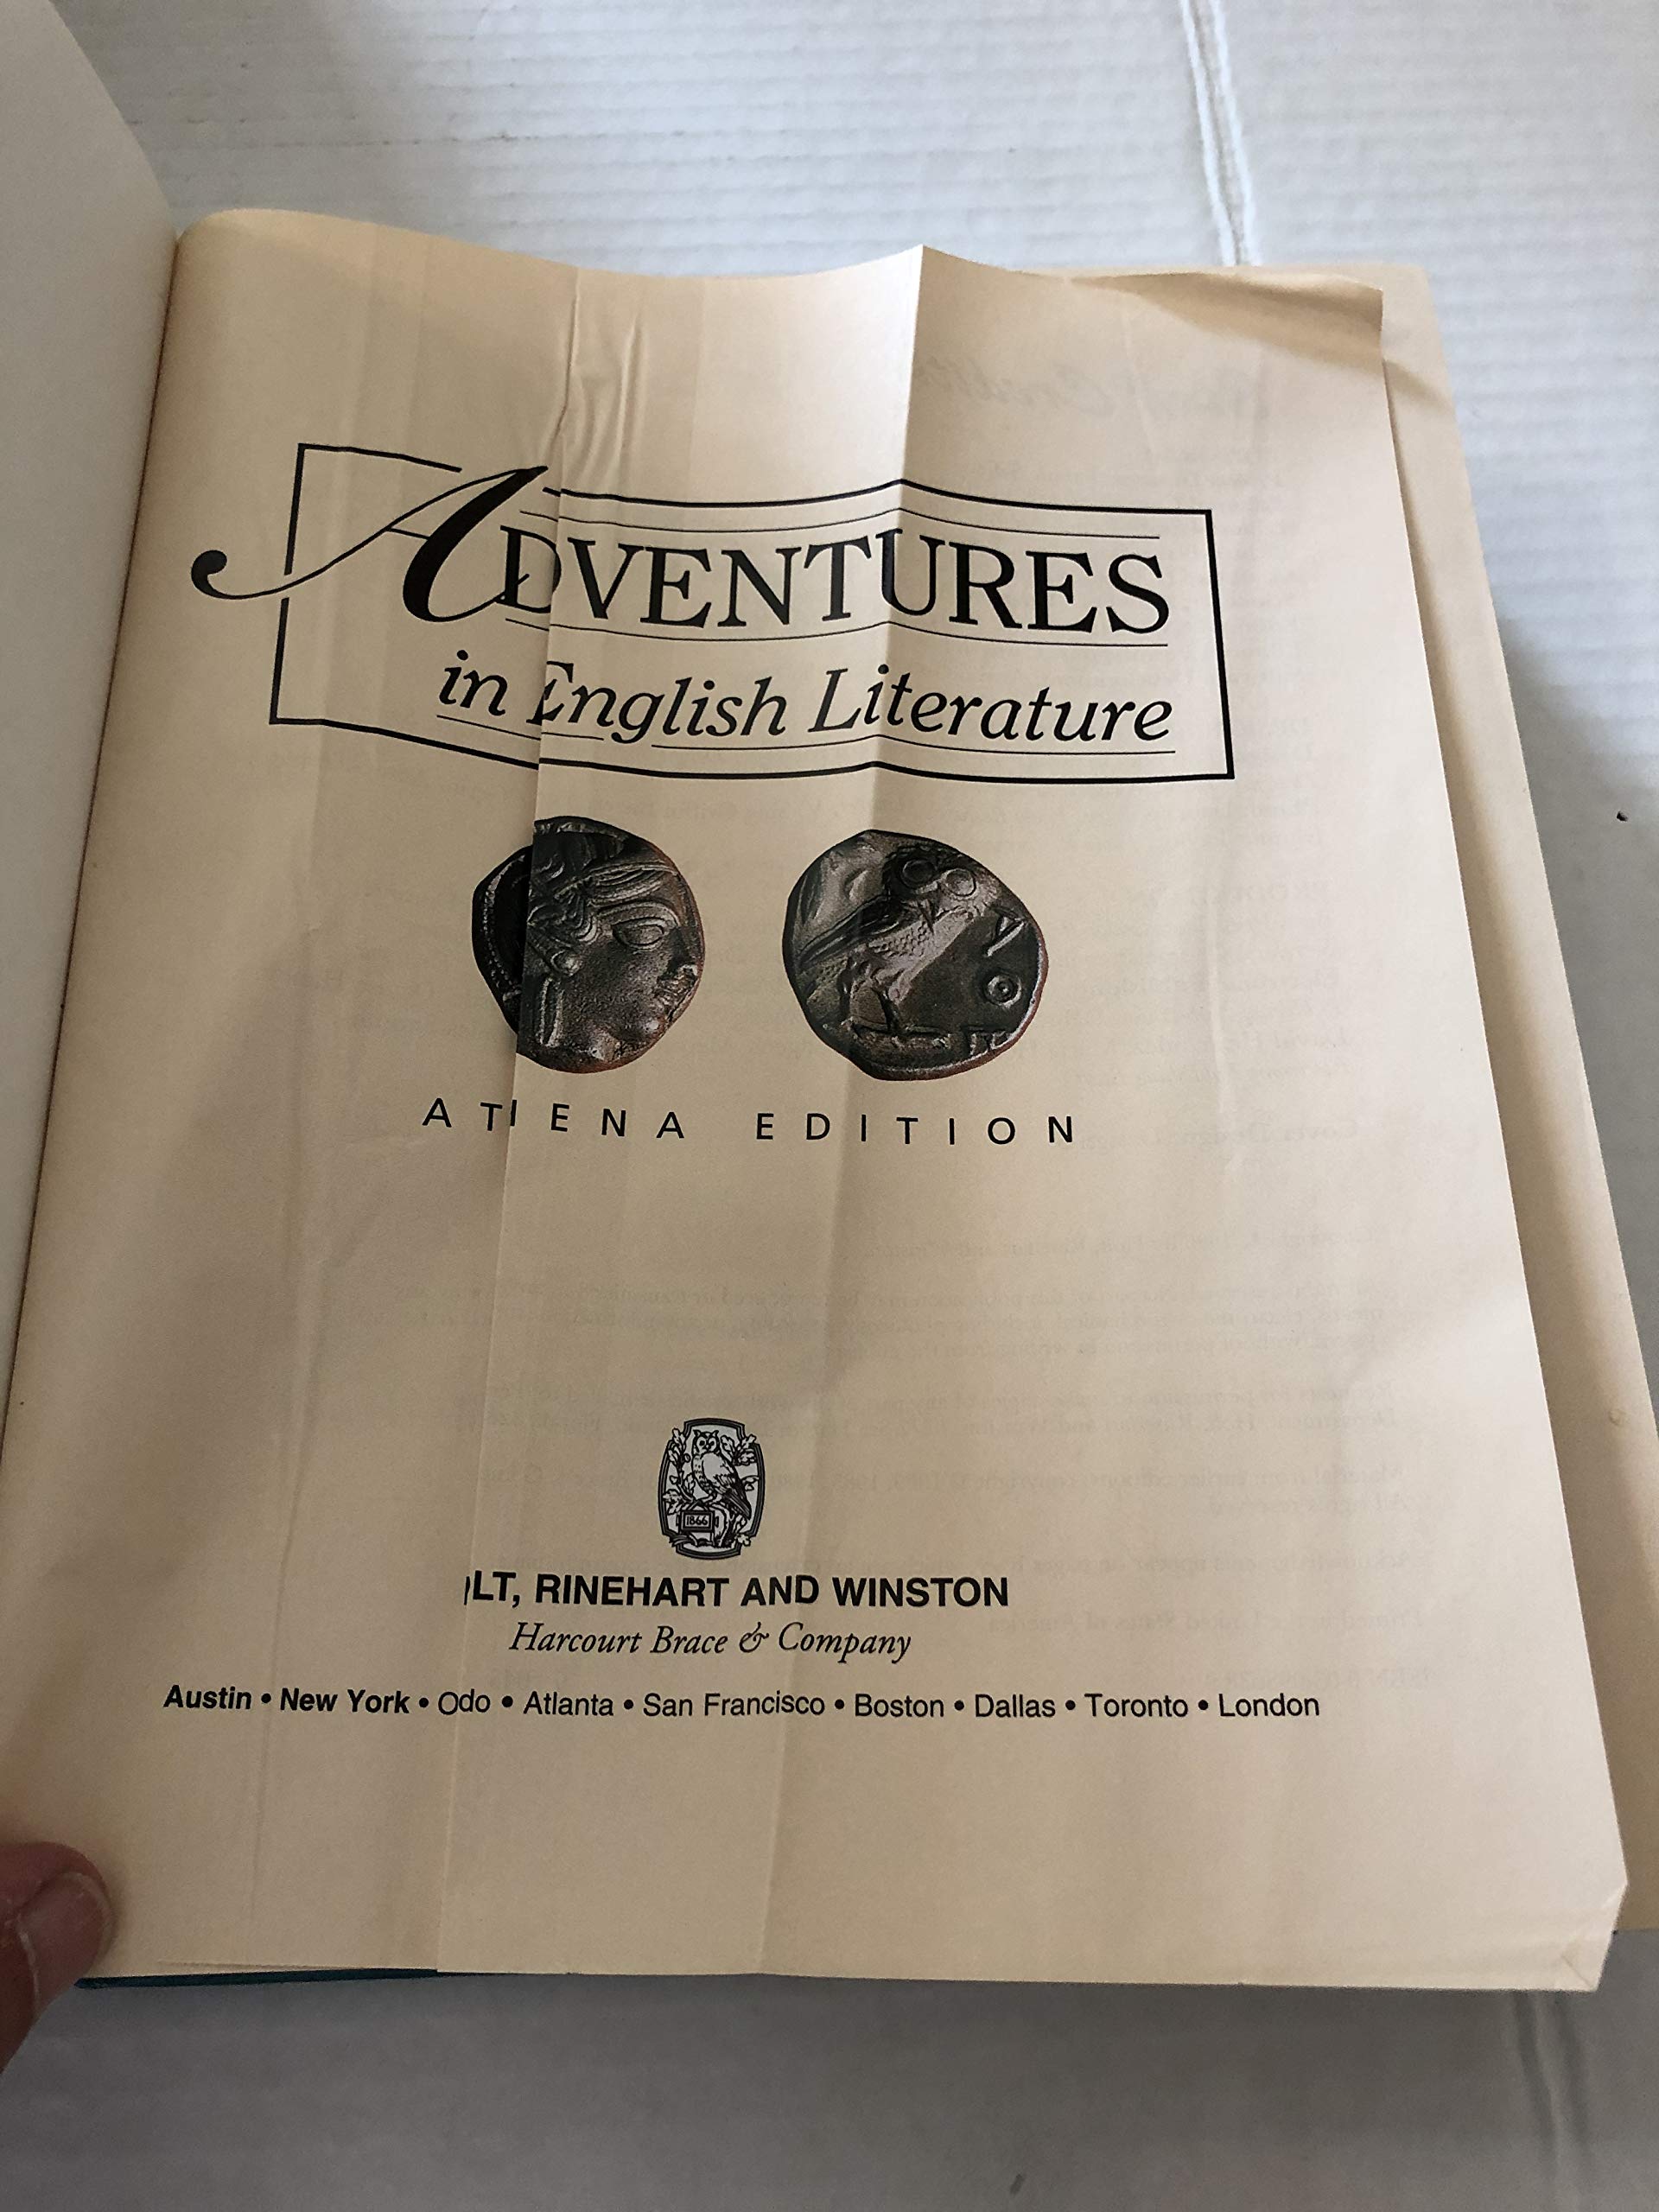 ADVENTURES
in English Literature
ATHENA EDITION
1866
LT, RINEHART AND WINSTON
Harcourt Brace & Company
Austin • New York • Odo • Atlanta • San Francisco • Boston • Dallas • Toronto • London